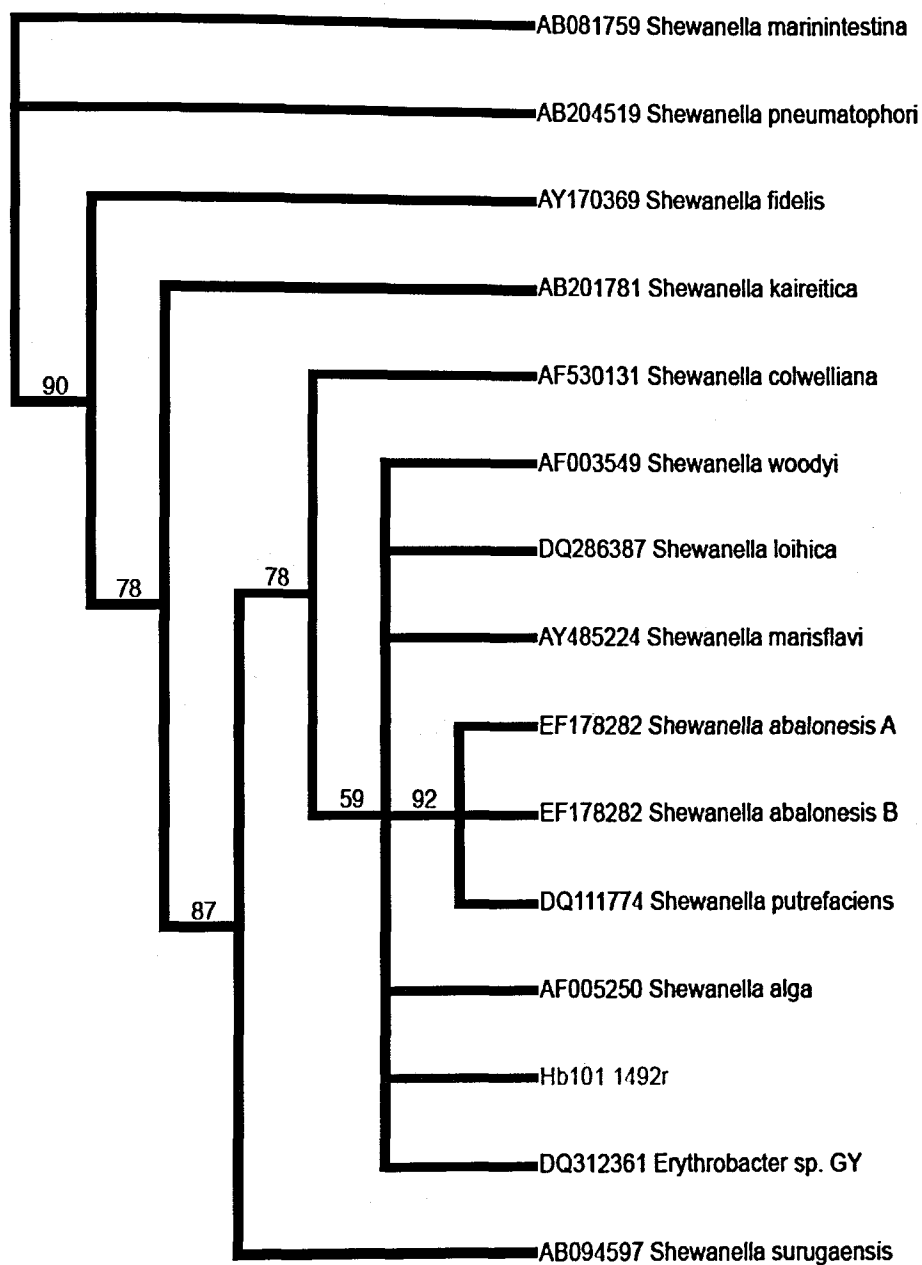 AB081759 Shewanella marinintestina
AB204519 Shewanella pneumatophori
AY170369 Shewanella fidelis
AB201781 Shewanella kaireitica
AF530131 Shewanella colwelliana
90
AF003549 Shewanella woodyi
DQ286387 Shewanella loihica
78
78
AY485224 Shewanella marisflavi
EF178282 Shewanella abalonesis A
59
92
EF178282 Shewanella abalonesis B
DQ111774 Shewanella putrefaciens
87
AF005250 Shewanella alga
Hb101 1492r
DQ312361 Erythrobacter sp. GY
AB094597 Shewanella surugaensis